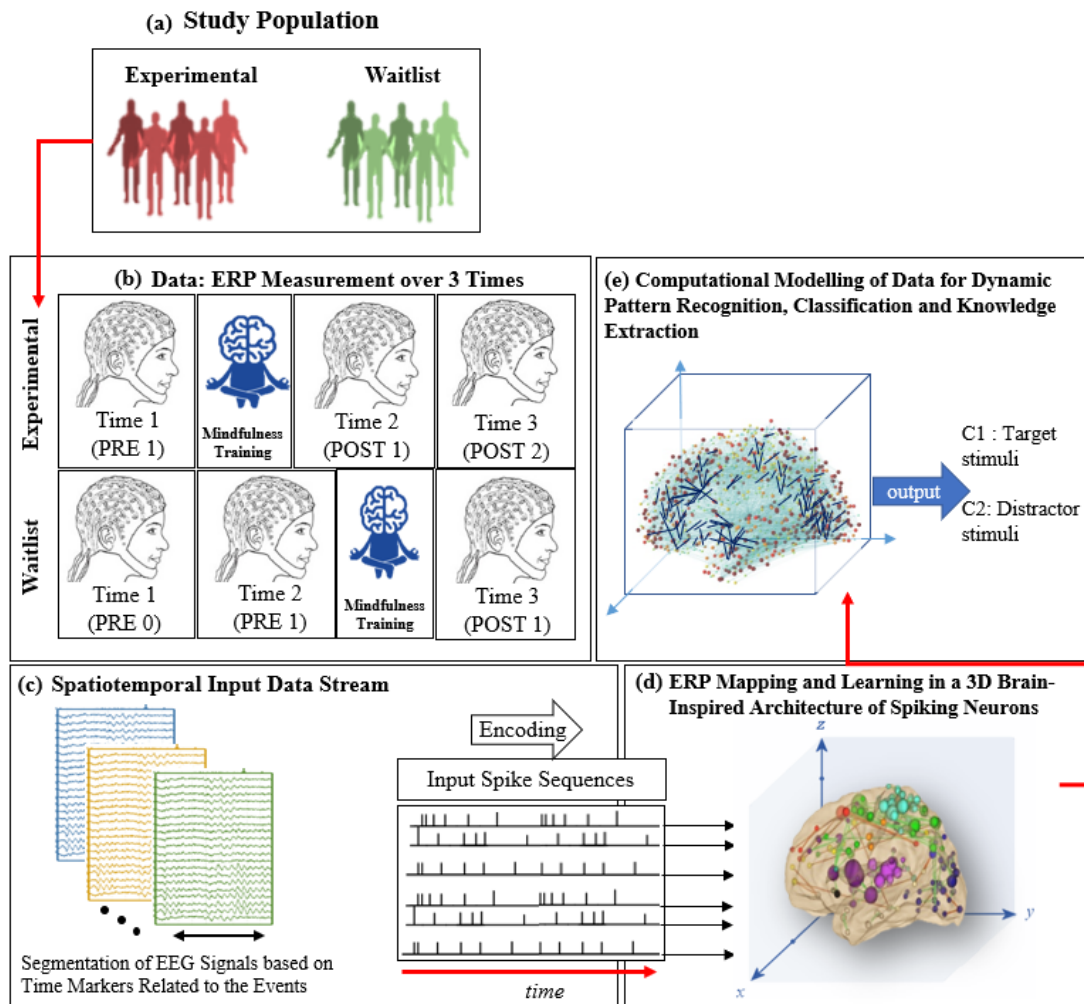 (a) Study Population
Experimental
Waitlist
(b) Data: ERP Measurement over 3 Times
Experimental
Time 1
(PRE 1)
Mindfulness
Training
Time 2
(POST 1)
Time 3
(POST 2)
Waitlist
Time 1
(PRE 0)
Time 2
(PRE 1)
Mindfulness
Training
Time 3
(POST 1)
(e) Computational Modelling of Data for Dynamic
Pattern Recognition, Classification and Knowledge
Extraction
output
C1 : Target
stimuli
C2: Distractor
stimuli
(c) Spatiotemporal Input Data Stream
Encoding
Input Spike Sequences
Segmentation of EEG Signals based on
Time Markers Related to the Events
time
(d) ERP Mapping and Learning in a 3D Brain-
Inspired Architecture of Spiking Neurons
z
y
x